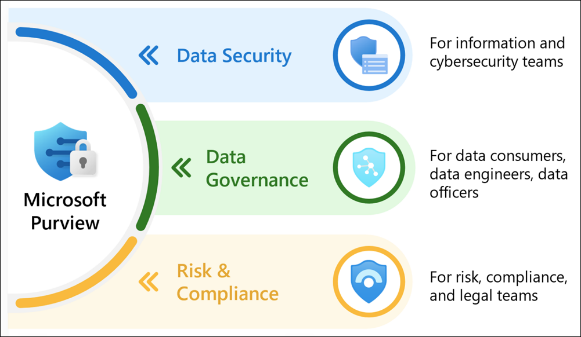 Microsoft
Purview
Data Security
For information and
cybersecurity teams
Data
Governance
For data consumers,
data engineers, data
officers
Risk &
Compliance
For risk, compliance,
and legal teams